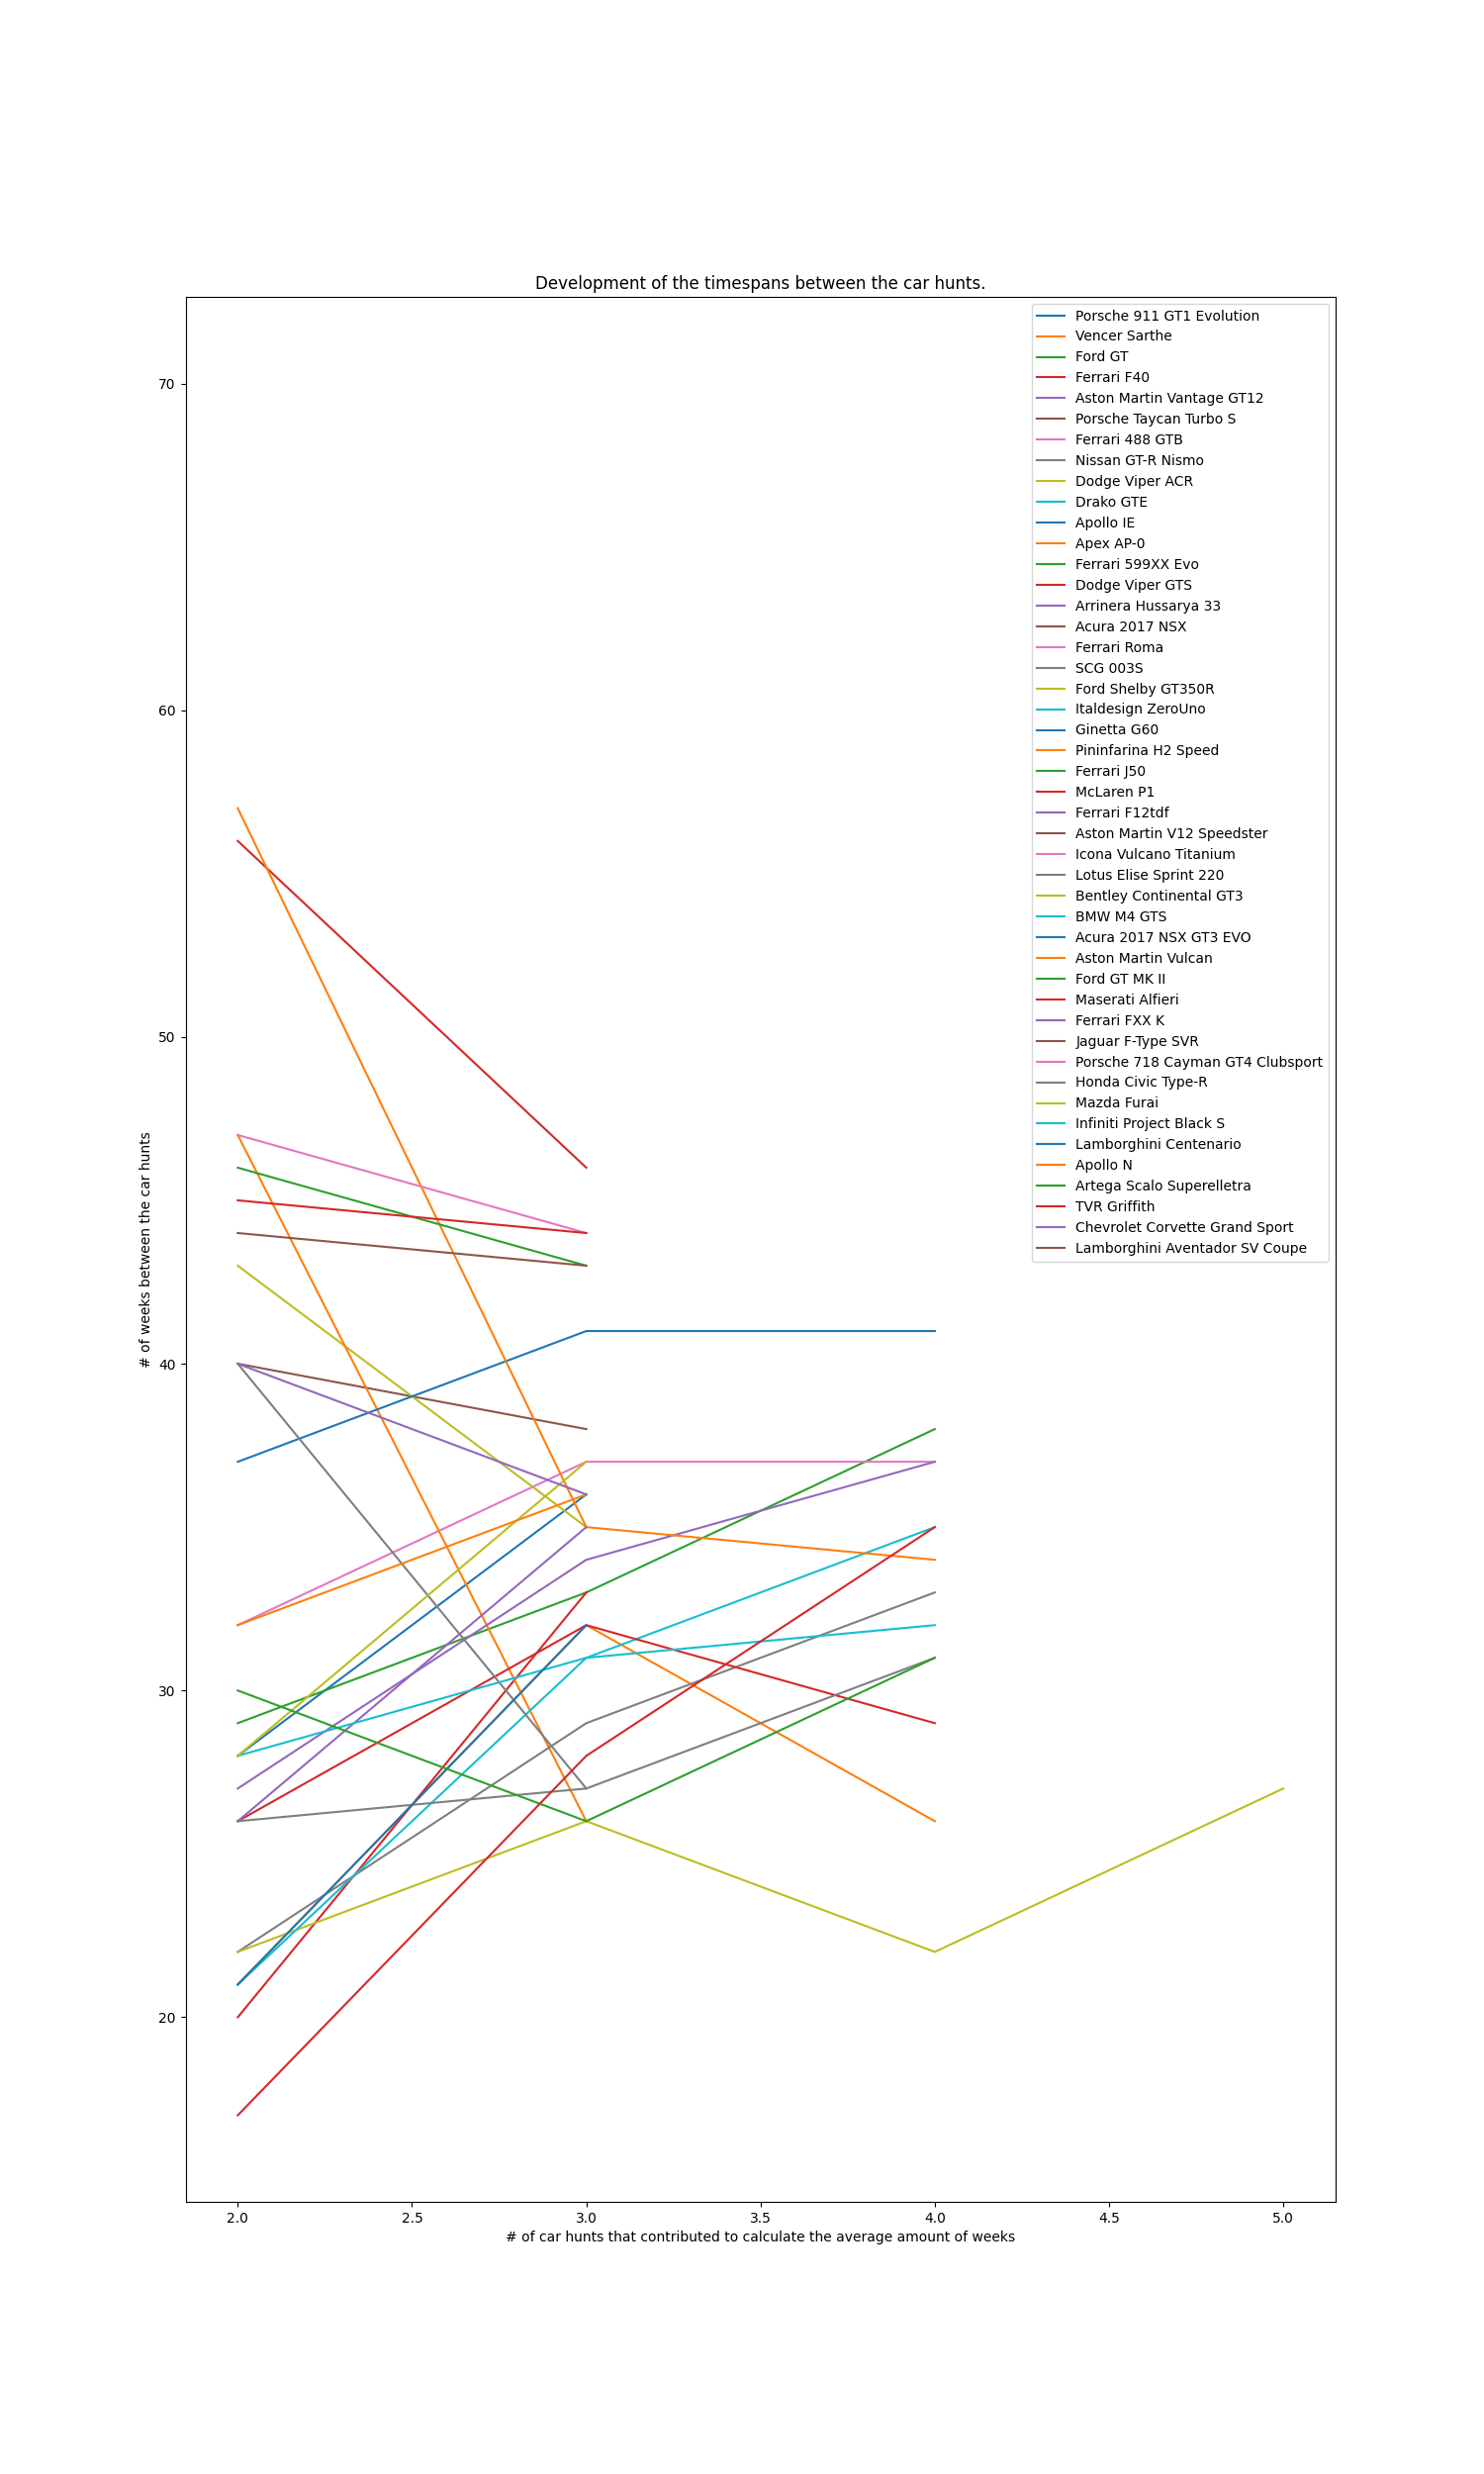 Development of the timespans between the car hunts.
Porsche 911 GT1 Evolution
Vencer Sarthe
Ford GT
Ferrari F40
Aston Martin Vantage GT12
Porsche Taycan Turbo S
Ferrari 488 GTB
Nissan GT-R Nismo
Dodge Viper ACR
Drako GTE
Apollo IE
Apex AP-0
Ferrari 599XX Evo
Dodge Viper GTS
Arrinera Hussarya 33
Acura 2017 NSX
Ferrari Roma
SCG 003S
Ford Shelby GT350R
Italdesign ZeroUno
Ginetta G60
Pininfarina H2 Speed
Ferrari J50
McLaren P1
Ferrari F12tdf
Aston Martin V12 Speedster
Icona Vulcano Titanium
Lotus Elise Sprint 220
Bentley Continental GT3
BMW M4 GTS
Acura 2017 NSX GT3 EVO
Aston Martin Vulcan
Ford GT MK II
Maserati Alfieri
Ferrari FXX K
Jaguar F-Type SVR
Porsche 718 Cayman GT4 Clubsport
Honda Civic Type-R
Mazda Furai
Infiniti Project Black S
Lamborghini Centenario
Apollo N
Artega Scalo Superelletra
TVR Griffith
Chevrolet Corvette Grand Sport
Lamborghini Aventador SV Coupe
70
60
50
40
30
20
# of weeks between the car hunts
2.0 2.5 3.0 3.5 4.0 4.5 5.0
# of car hunts that contributed to calculate the average amount of weeks